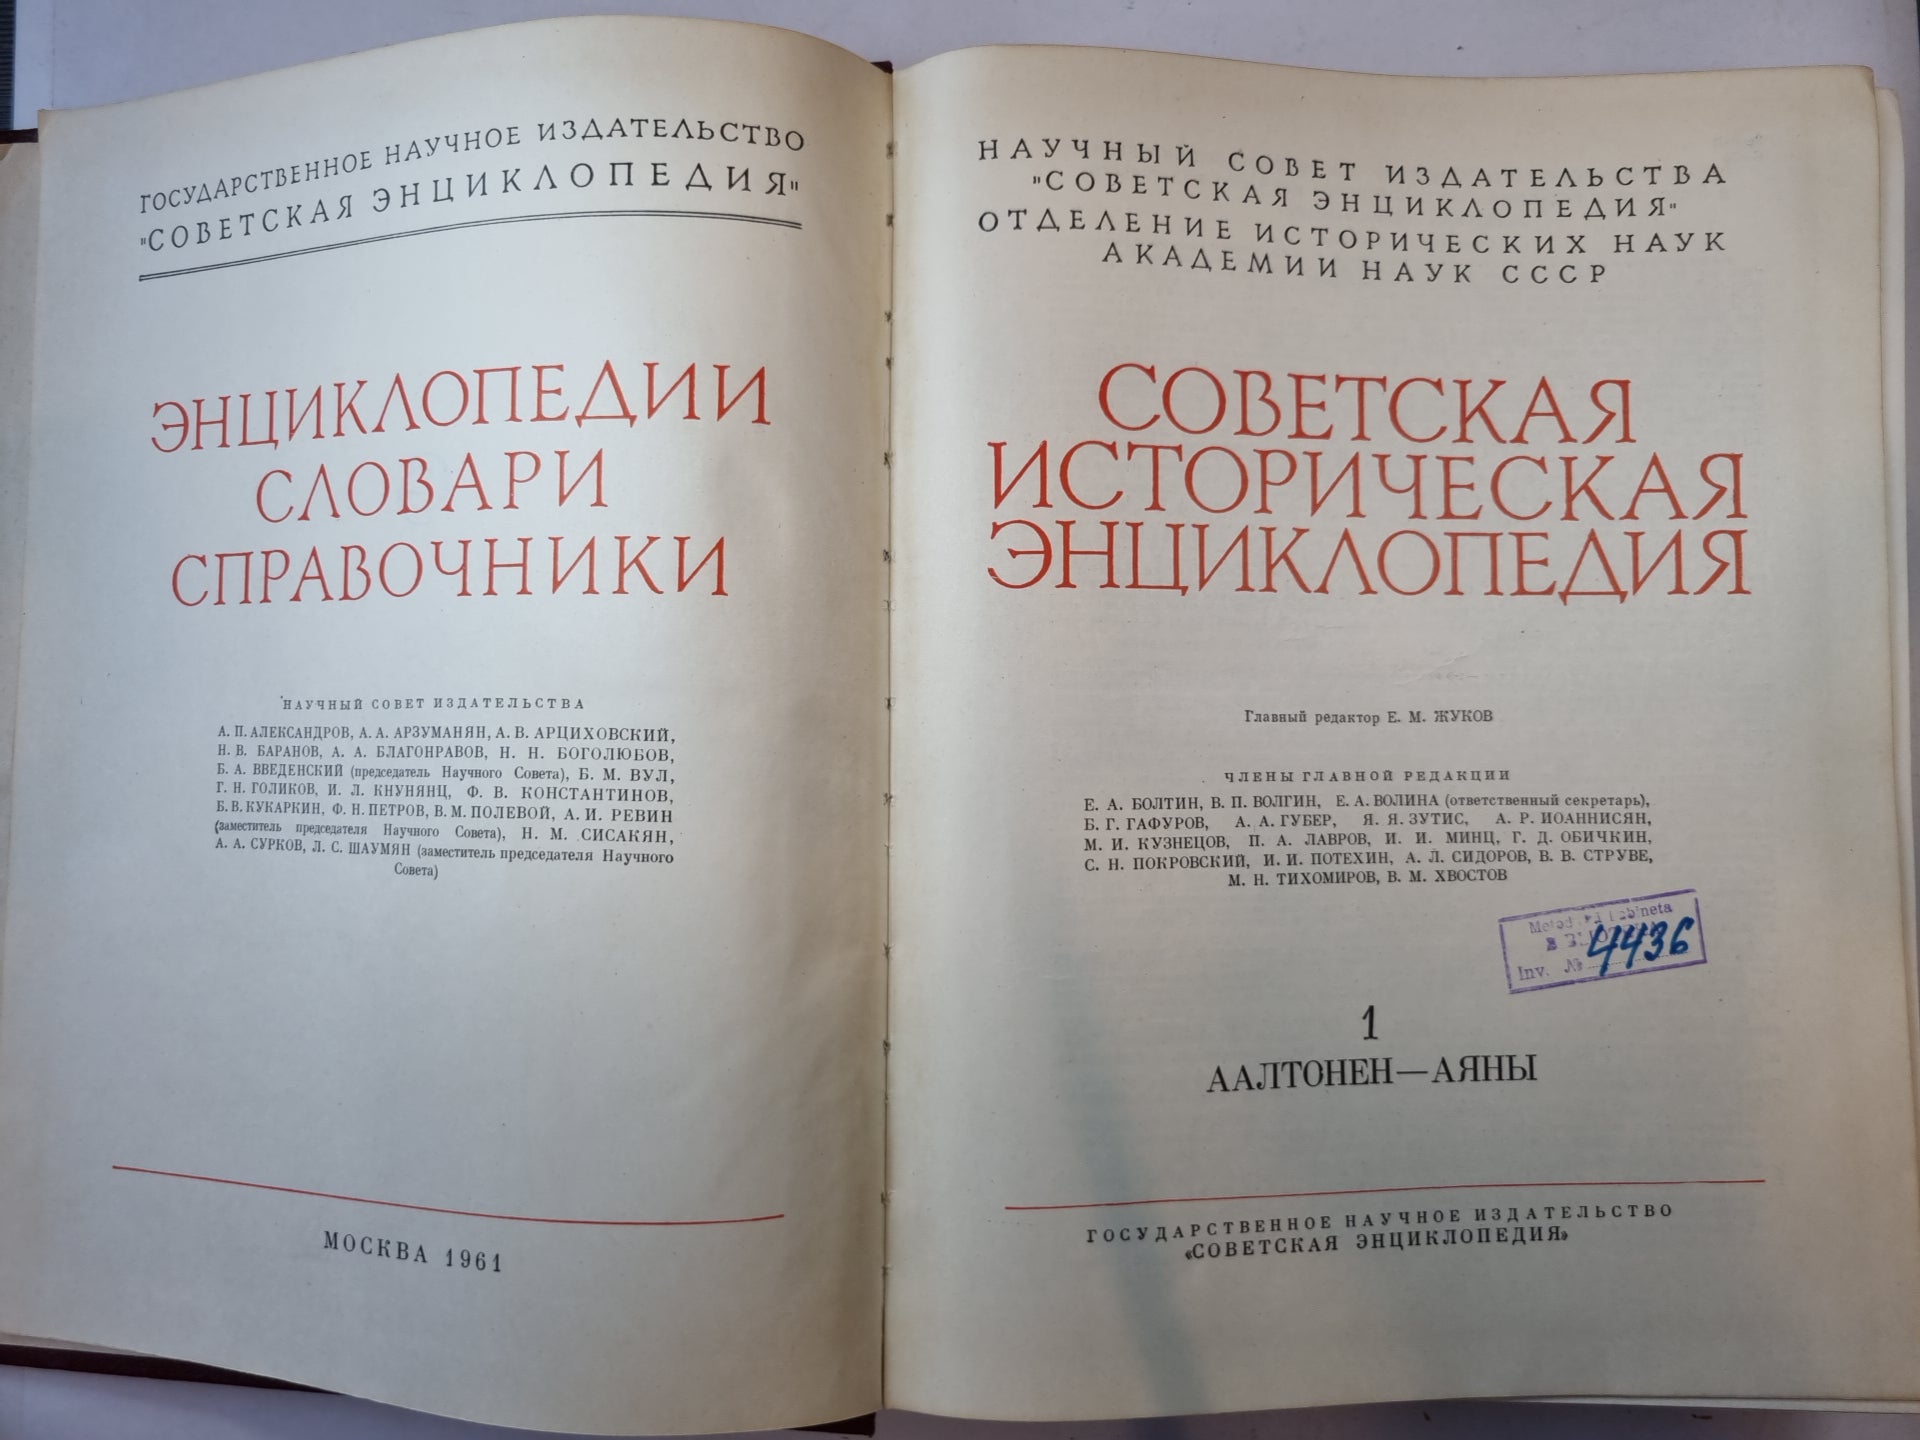 ГОСУДАРСТВЕННОЕ НАУЧНОЕ ИЗДАТЕЛЬСТВО
"СОВЕТСКАЯ ЭНЦИКЛОПЕДИЯ"
ЭНЦИКЛОПЕДИИ
СЛОВАРИ
СПРАВОЧНИКИ
НАУЧНЫЙ СОВЕТ ИЗДАТЕЛЬСТВА
А. П. АЛЕКСАНДРОВ, А. А. АРЗУМАНЯН, А. В. АРЦИХОВСКИЙ,
Н. В. БАРАНОВ, А. А. БЛАГОНРАВОВ, Н. Н. БОГОЛЮБОВ,
Б. А. ВВЕДЕНСКИЙ (председатель Научного Совета), Б. М. ВУЛ,
Г. Н. ГОЛИКОВ, И. Л. КНУНЯНЦ, Ф. В. КОНСТАНТИНОВ,
Б. В. КУКАРКИН, Ф. Н. ПЕТРОВ, В. М. ПОЛЕВОЙ, А. И. РЕВИН
(заместитель председателя Научного Совета), Н. М. СИСАКЯН,
А. А. СУРКОВ, Л. С. ШАУМЯН (заместитель председателя Научного
Совета)
МОСКВА 1961
НАУЧНЫЙ СОВЕТ ИЗДАТЕЛЬСТВА
"СОВЕТСКАЯ ЭНЦИКЛОПЕДИЯ"
ОТДЕЛЕНИЕ ИСТОРИЧЕСКИХ НАУК
АКАДЕМИИ НАУК СССР
СОВЕТСКАЯ
ИСТОРИЧЕСКАЯ
ЭНЦИКЛОПЕДИЯ
Главный редактор Е. М. ЖУКОВ
ЧЛЕНЫ ГЛАВНОЙ РЕДАКЦИИ
Е. А. БОЛТИН, В. П. ВОЛГИН, Е. А. ВОЛИНА (ответственный секретарь),
Б. Г. ГАФУРОВ, А. А. ГУБЕР, Я. Я. ЗУТИС, А. Р. ИОАННИСЯН,
М. И. КУЗНЕЦОВ, П. А. ЛАВРОВ, И. И. МИНЦ, Г. Д. ОБИЧКИН,
С. Н. ПОКРОВСКИЙ, И. И. ПОТЕХИН, А. Л. СИДОРОВ, В. В. СТРУВЕ,
М. Н. ТИХОМИРОВ, В. М. ХВОСТОВ
Inv. № 4436
1
ААЛТОНЕН—АЯНЫ
ГОСУДАРСТВЕННОЕ НАУЧНОЕ ИЗДАТЕЛЬСТВО
«СОВЕТСКАЯ ЭНЦИКЛОПЕДИЯ»